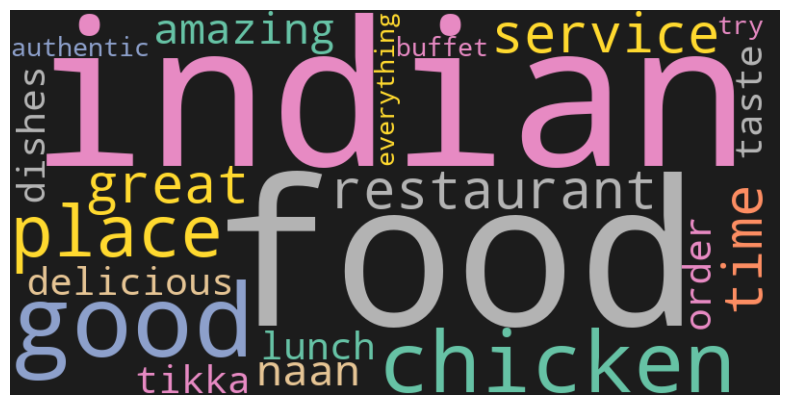 authentic
amazing
everything
buffet
service
try
indian
dishes
taste
great
restaurant
place
food
time
order
delicious
good
lunch
chicken
tikka
naan